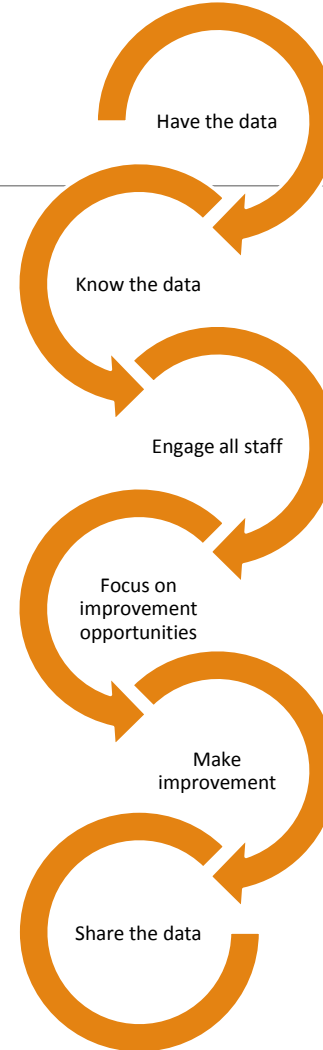 Have the data
Know the data
Engage all staff
Focus on
improvement
opportunities
Make
improvement
Share the data